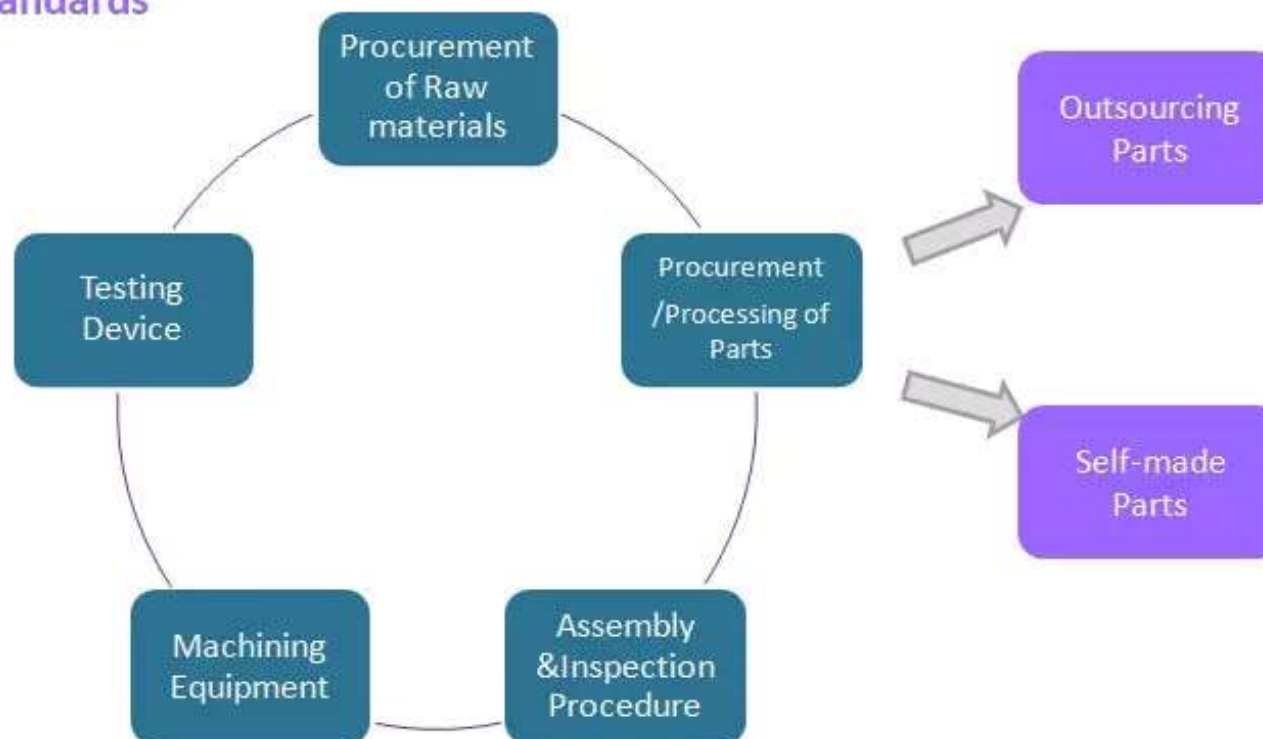 Procurement
of Raw
materials
Outsourcing
Parts
Procurement
/Processing of
Parts
Testing
Device
Self-made
Parts
Assembly
&Inspection
Procedure
Machining
Equipment